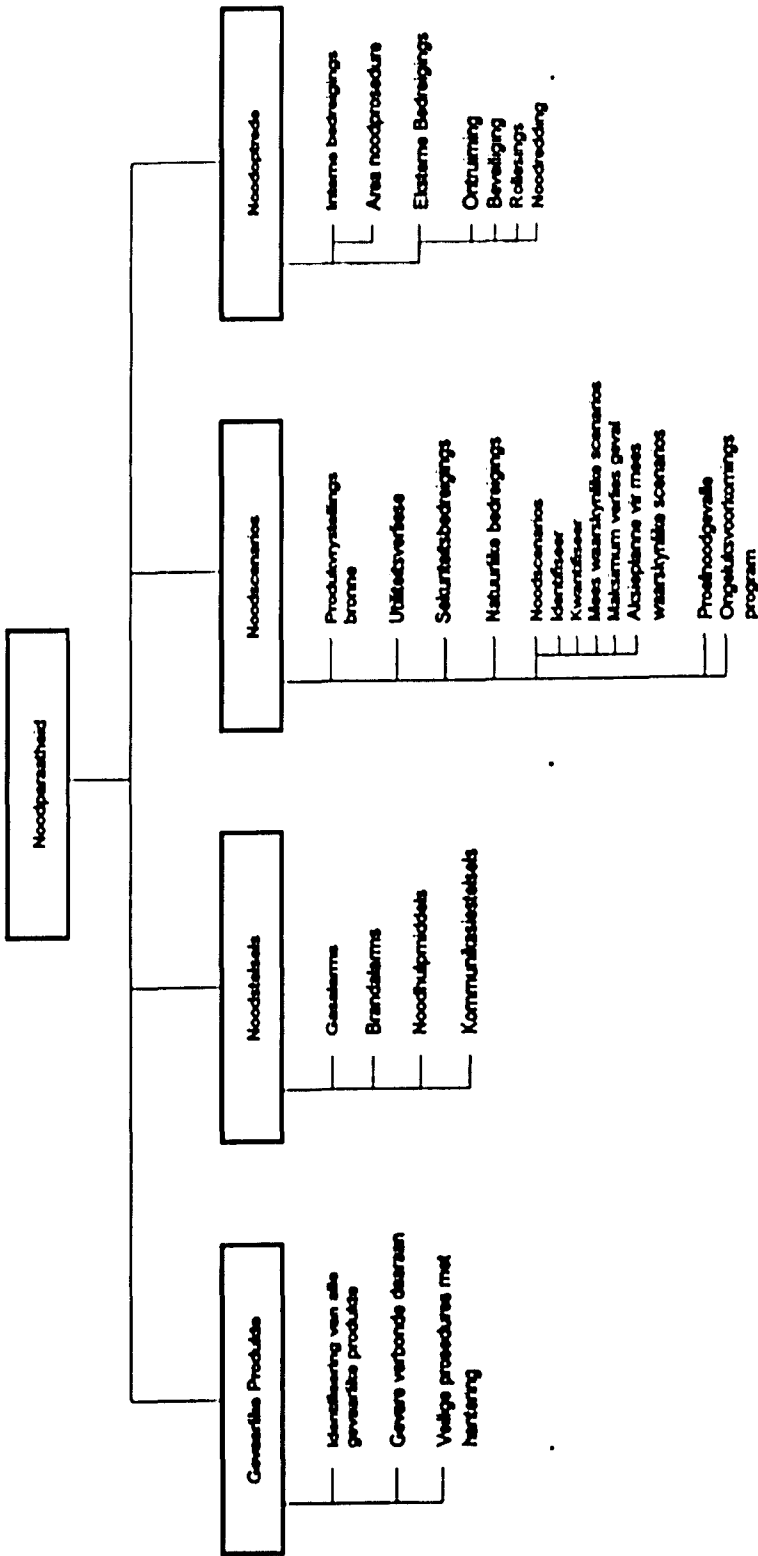 Noodparaatheid
Gevaarlike Produkte
Identifisering van alle
gevaarlike produkte
Gevare verbonde daaraan
Veilige prosedures met
hantering
Noodstelsels
Gasalarms
Brandalarms
Noodhulpmiddels
Kommunikasiestelsels
Noodscenarios
Produkvrystellings
bronne
Utiliteitsverliese
Sekuriteitsbedreigings
Natuurlike bedreigings
Noodscenarios
Identifiseer
Kwantifiseer
Mees waarskynlike scenarios
Maksimum verlies geval
Aksieplanne vir mees
waarskynlike scenarios
Proefnoodgevalle
Ongeluksvoorkomings
program
Noodoptrede
Interne bedreigings
Area noodprosedure
Eksterne Bedreigings
Ontruiming
Beveiliging
Noodredding